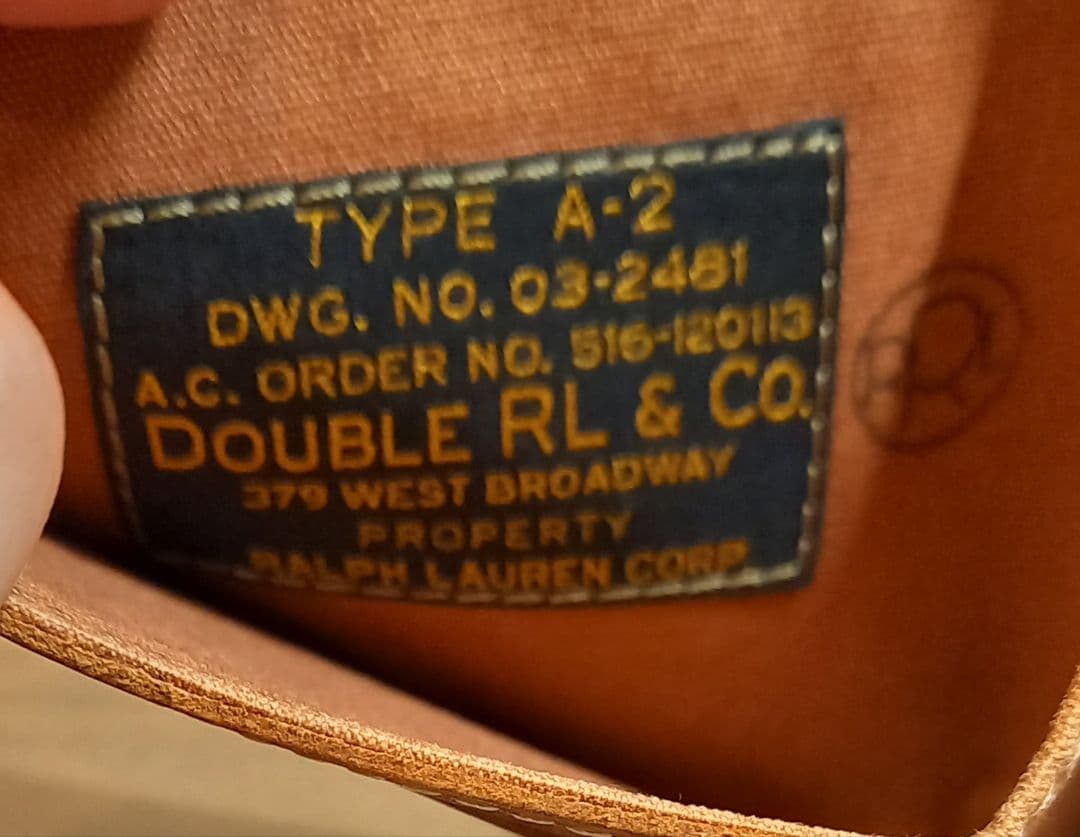 TYPE A-2
DWG. NO. 03-2481
A.C. ORDER NO. 516-120113
DOUBLE RL & CO.
379 WEST BROADWAY
PROPERTY
RALPH LAUREN CORP